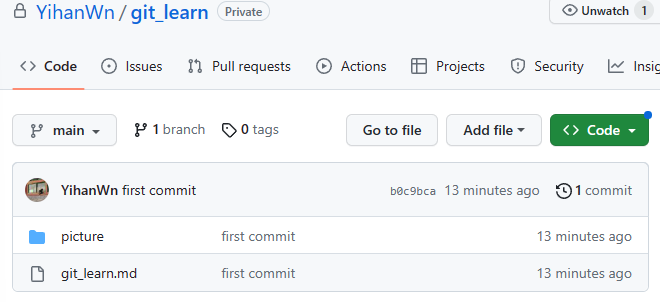 YihanWn / git_learn Private Unwatch 1
Code Issues Pull requests Actions Projects Security Insig
main 1 branch 0 tags Go to file Add file Code
YihanWn first commit b0c9bca 13 minutes ago 1 commit
picture first commit 13 minutes ago
git_learn.md first commit 13 minutes ago